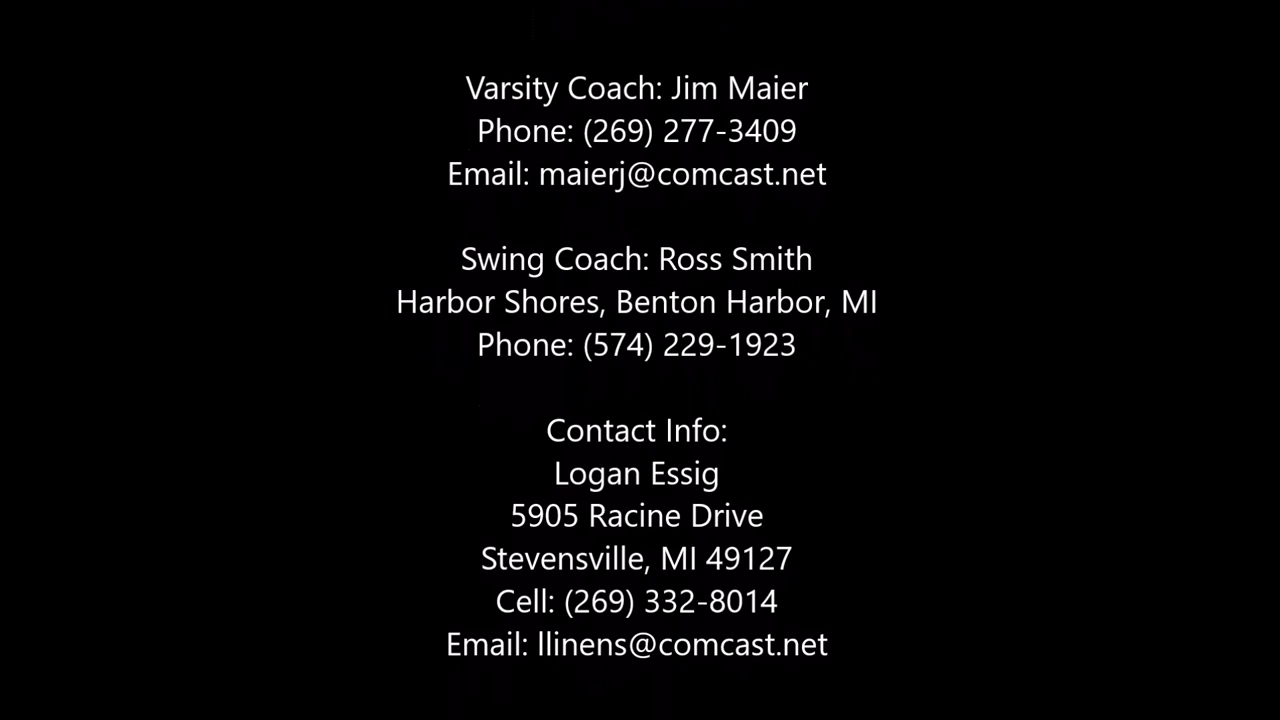 Varsity Coach: Jim Maier
Phone: (269) 277-3409
Email: maierj@comcast.net
Swing Coach: Ross Smith
Harbor Shores, Benton Harbor, MI
Phone: (574) 229-1923
Contact Info:
Logan Essig
5905 Racine Drive
Stevensville, MI 49127
Cell: (269) 332-8014
Email: llinens@comcast.net